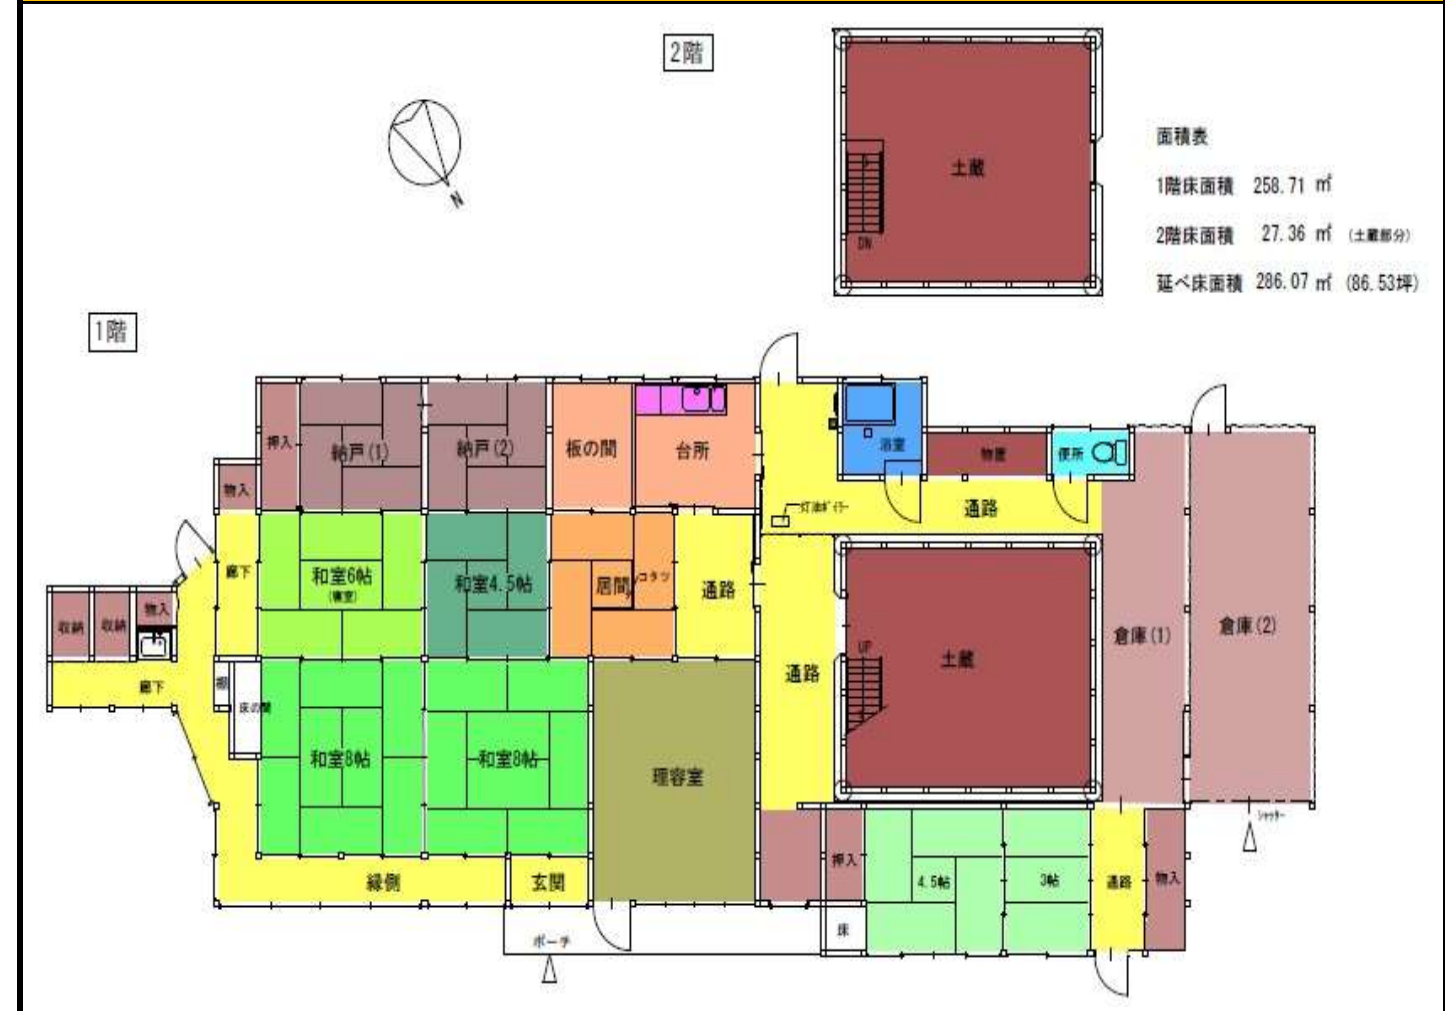 2階
N
土蔵
DN
面積表
1階床面積 258.71 ㎡
2階床面積 27.36 ㎡ (土蔵部分)
延べ床面積 286.07 ㎡ (86.53坪)
1階
押入
納戸(1)
納戸(2)
板の間
台所
浴室
物置
便所
物入
灯油ボイラー
通路
廊下
和室6帖
(寝室)
和室4.5帖
居間
コタツ
通路
収納
収納
物入
廊下
棚
床の間
和室8帖
和室8帖
理容室
通路
UP
土蔵
倉庫(1)
倉庫(2)
シャッター
縁側
玄関
押入
4.5帖
3帖
通路
物入
床
ポーチ